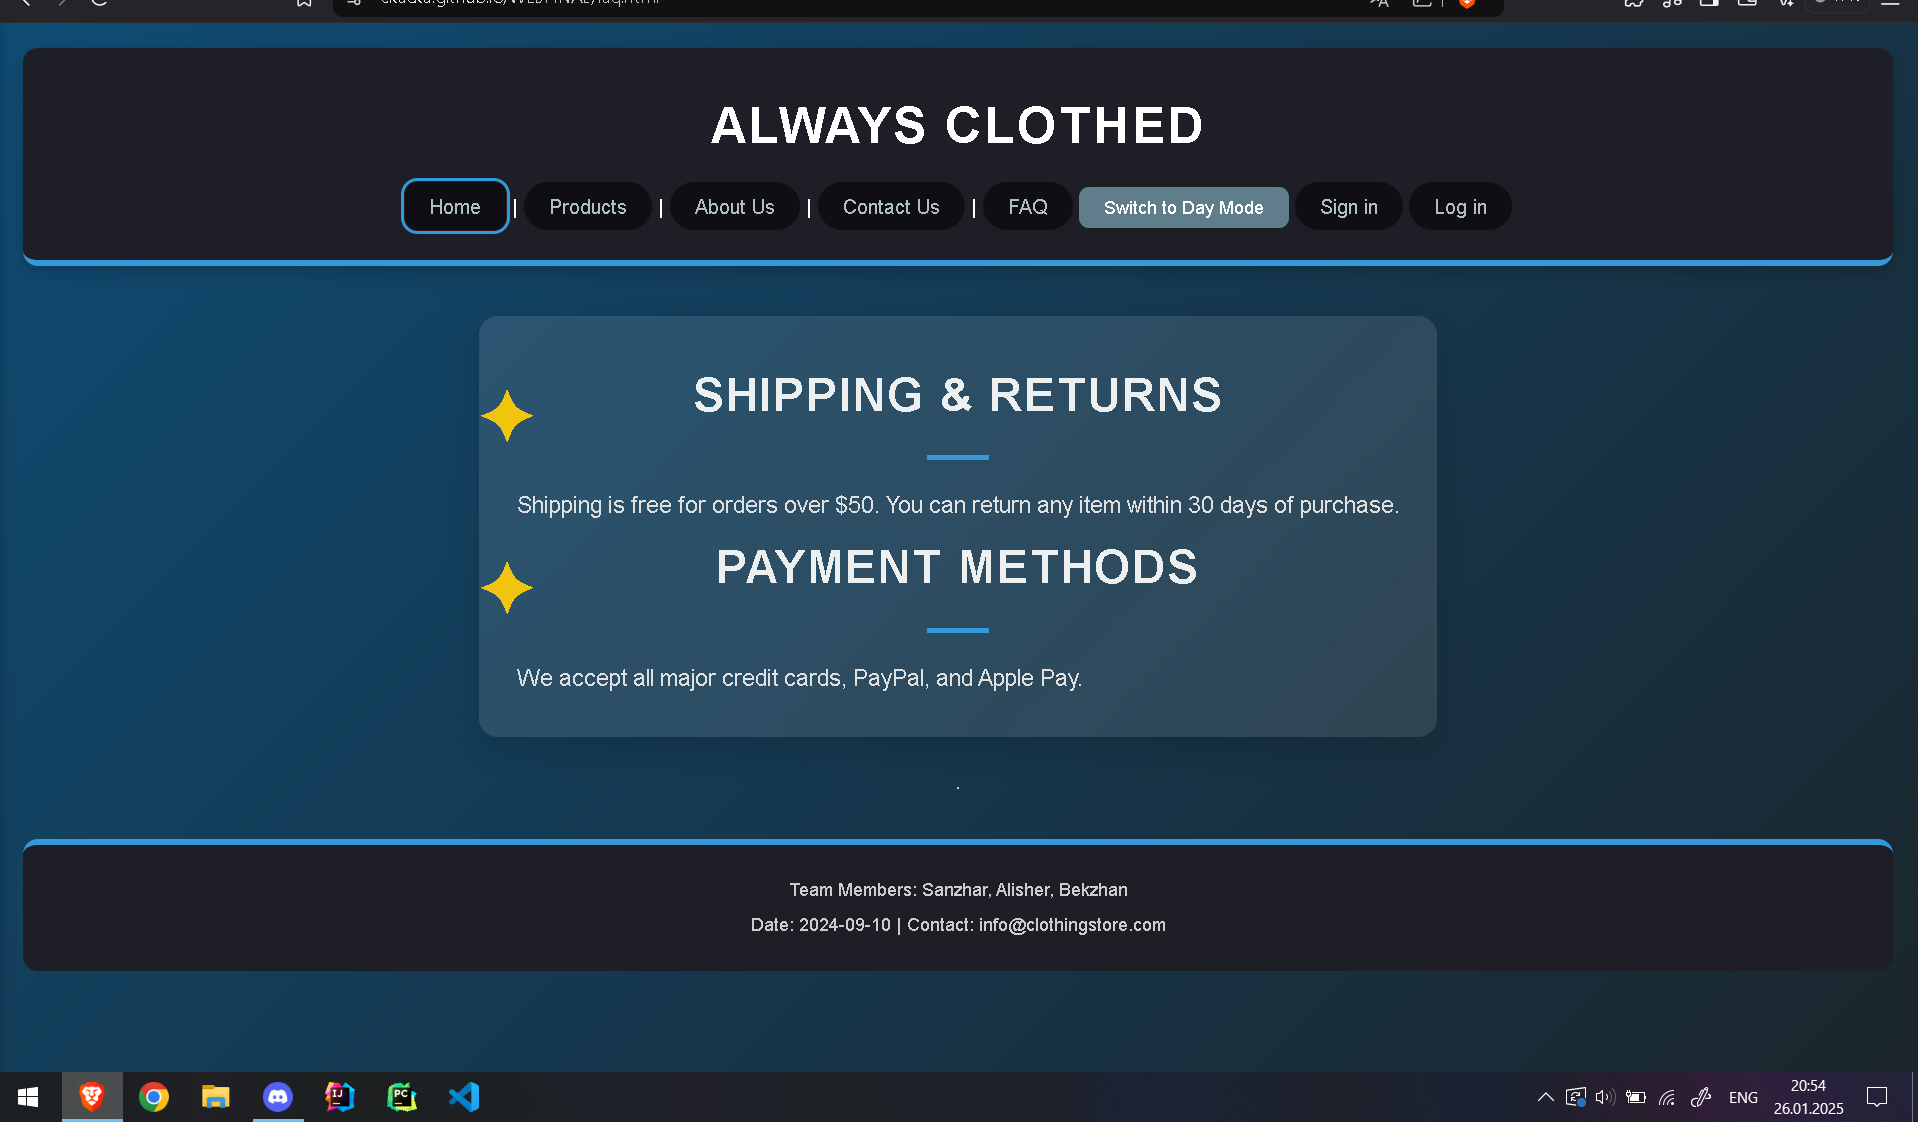 ALWAYS CLOTHED
Home | Products | About Us | Contact Us | FAQ Switch to Day Mode Sign in Log in
SHIPPING & RETURNS
Shipping is free for orders over $50. You can return any item within 30 days of purchase.
PAYMENT METHODS
We accept all major credit cards, PayPal, and Apple Pay.
.
Team Members: Sanzhar, Alisher, Bekzhan
Date: 2024-09-10 | Contact: info@clothingstore.com
IJ
PC
ENG
20:54
26.01.2025